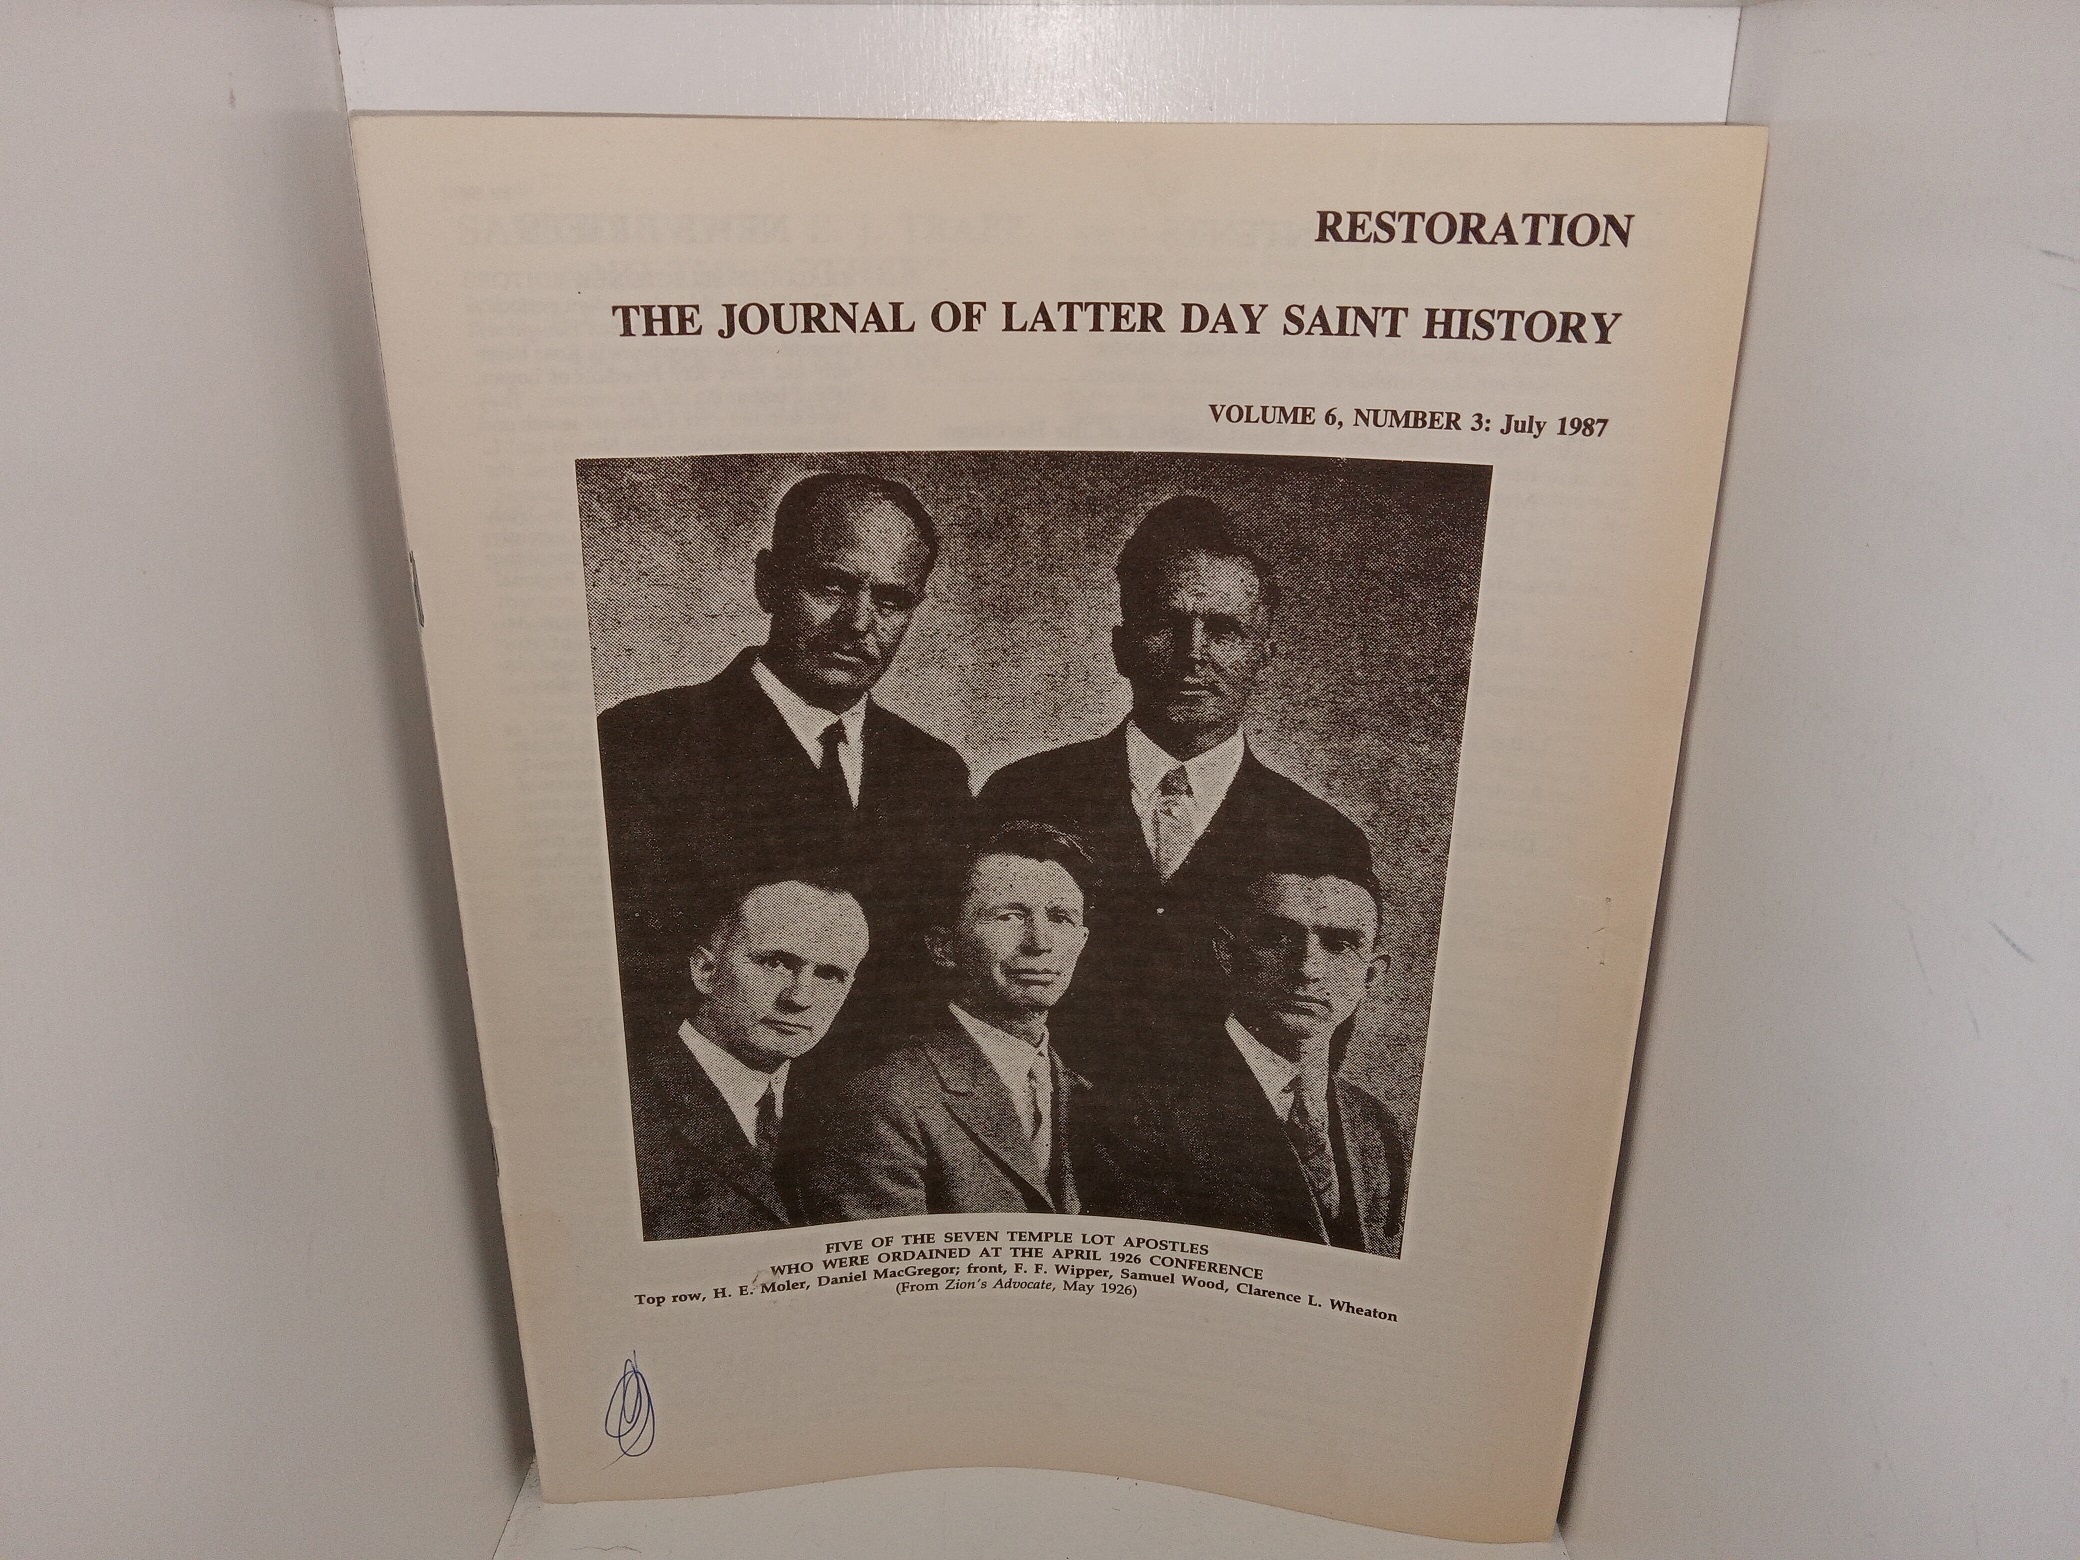 RESTORATION
THE JOURNAL OF LATTER DAY SAINT HISTORY
VOLUME 6, NUMBER 3: July 1987
FIVE OF THE SEVEN TEMPLE LOT APOSTLES
WHO WERE ORDAINED AT THE APRIL 1926 CONFERENCE
Top row, H. E. Moler, Daniel MacGregor; front, F. F. Wipper, Samuel Wood, Clarence L. Wheaton
(From Zion's Advocate, May 1926)